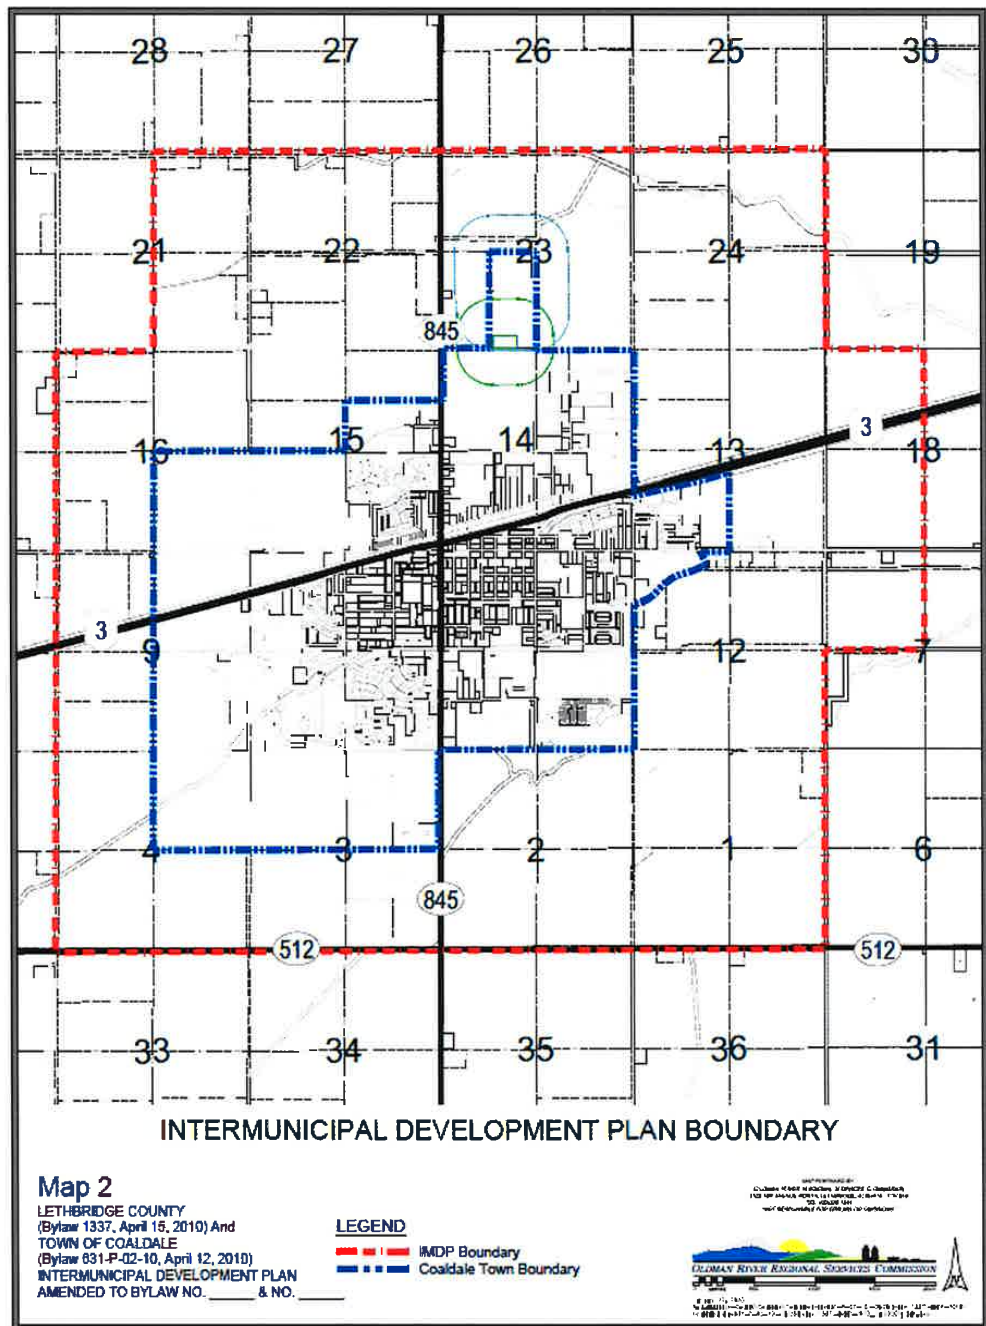 28 27 26 25 30
21 22 23 24 19
845
3
16 15 14 13 18
3
9 12 7
4 3 2 1 6
845
512 512
33 34 35 36 31
INTERMUNICIPAL DEVELOPMENT PLAN BOUNDARY
Map 2
LETHBRIDGE COUNTY
(Bylaw 1337, April 15, 2010) And
TOWN OF COALDALE
(Bylaw 631-P-02-10, April 12, 2010)
INTERMUNICIPAL DEVELOPMENT PLAN
AMENDED TO BYLAW NO. ______ & NO. ______
LEGEND
IMDP Boundary
Coaldale Town Boundary
OLDMAN RIVER REGIONAL SERVICES COMMISSION